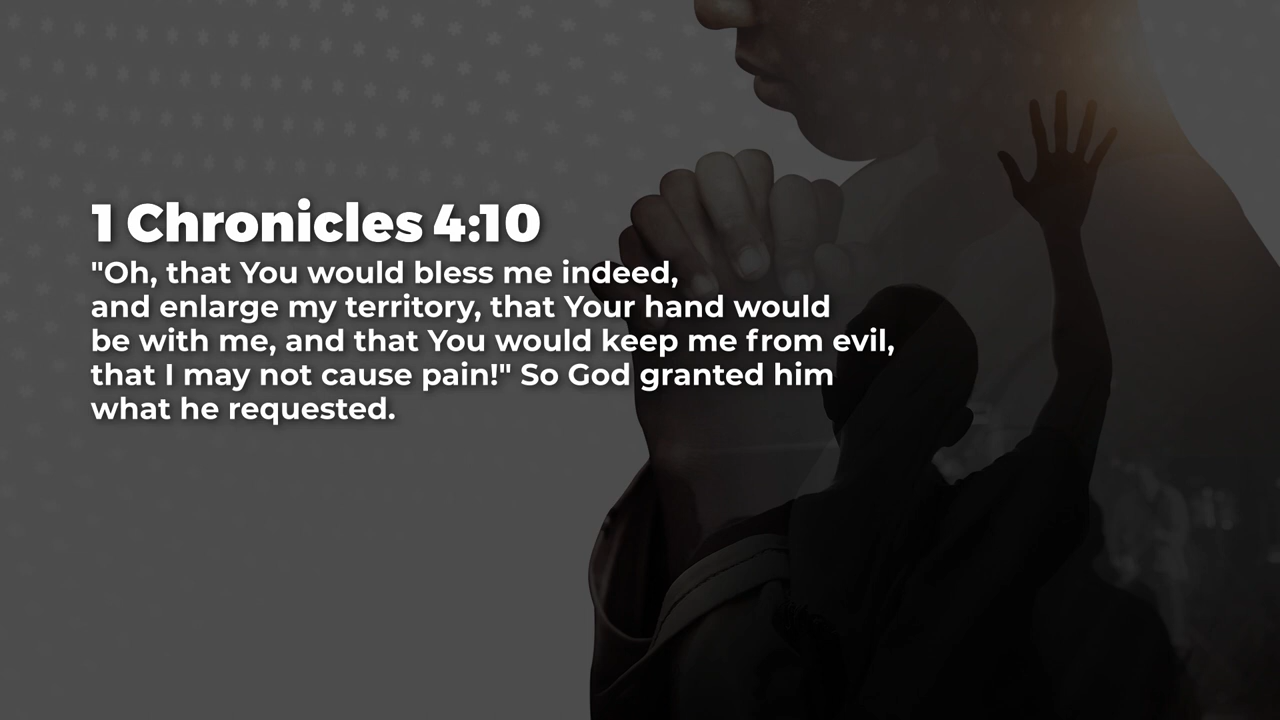 1 Chronicles 4:10
"Oh, that You would bless me indeed,
and enlarge my territory, that Your hand would
be with me, and that You would keep me from evil,
that I may not cause pain!" So God granted him
what he requested.